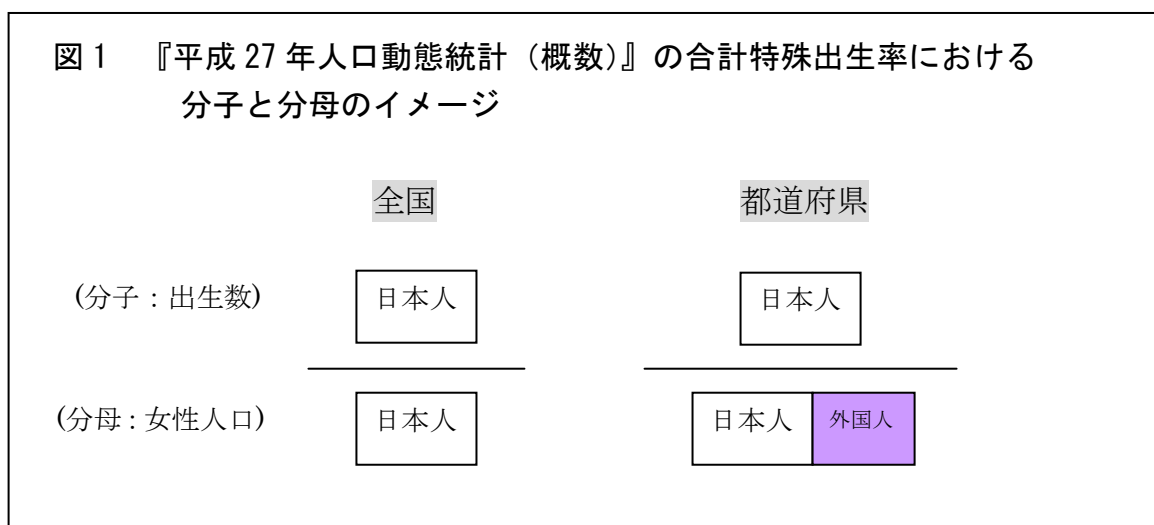 図1 『平成27年人口動態統計（概数）』の合計特殊出生率における
分子と分母のイメージ
全国 都道府県
(分子：出生数) 日本人 日本人
(分母：女性人口) 日本人 日本人 外国人